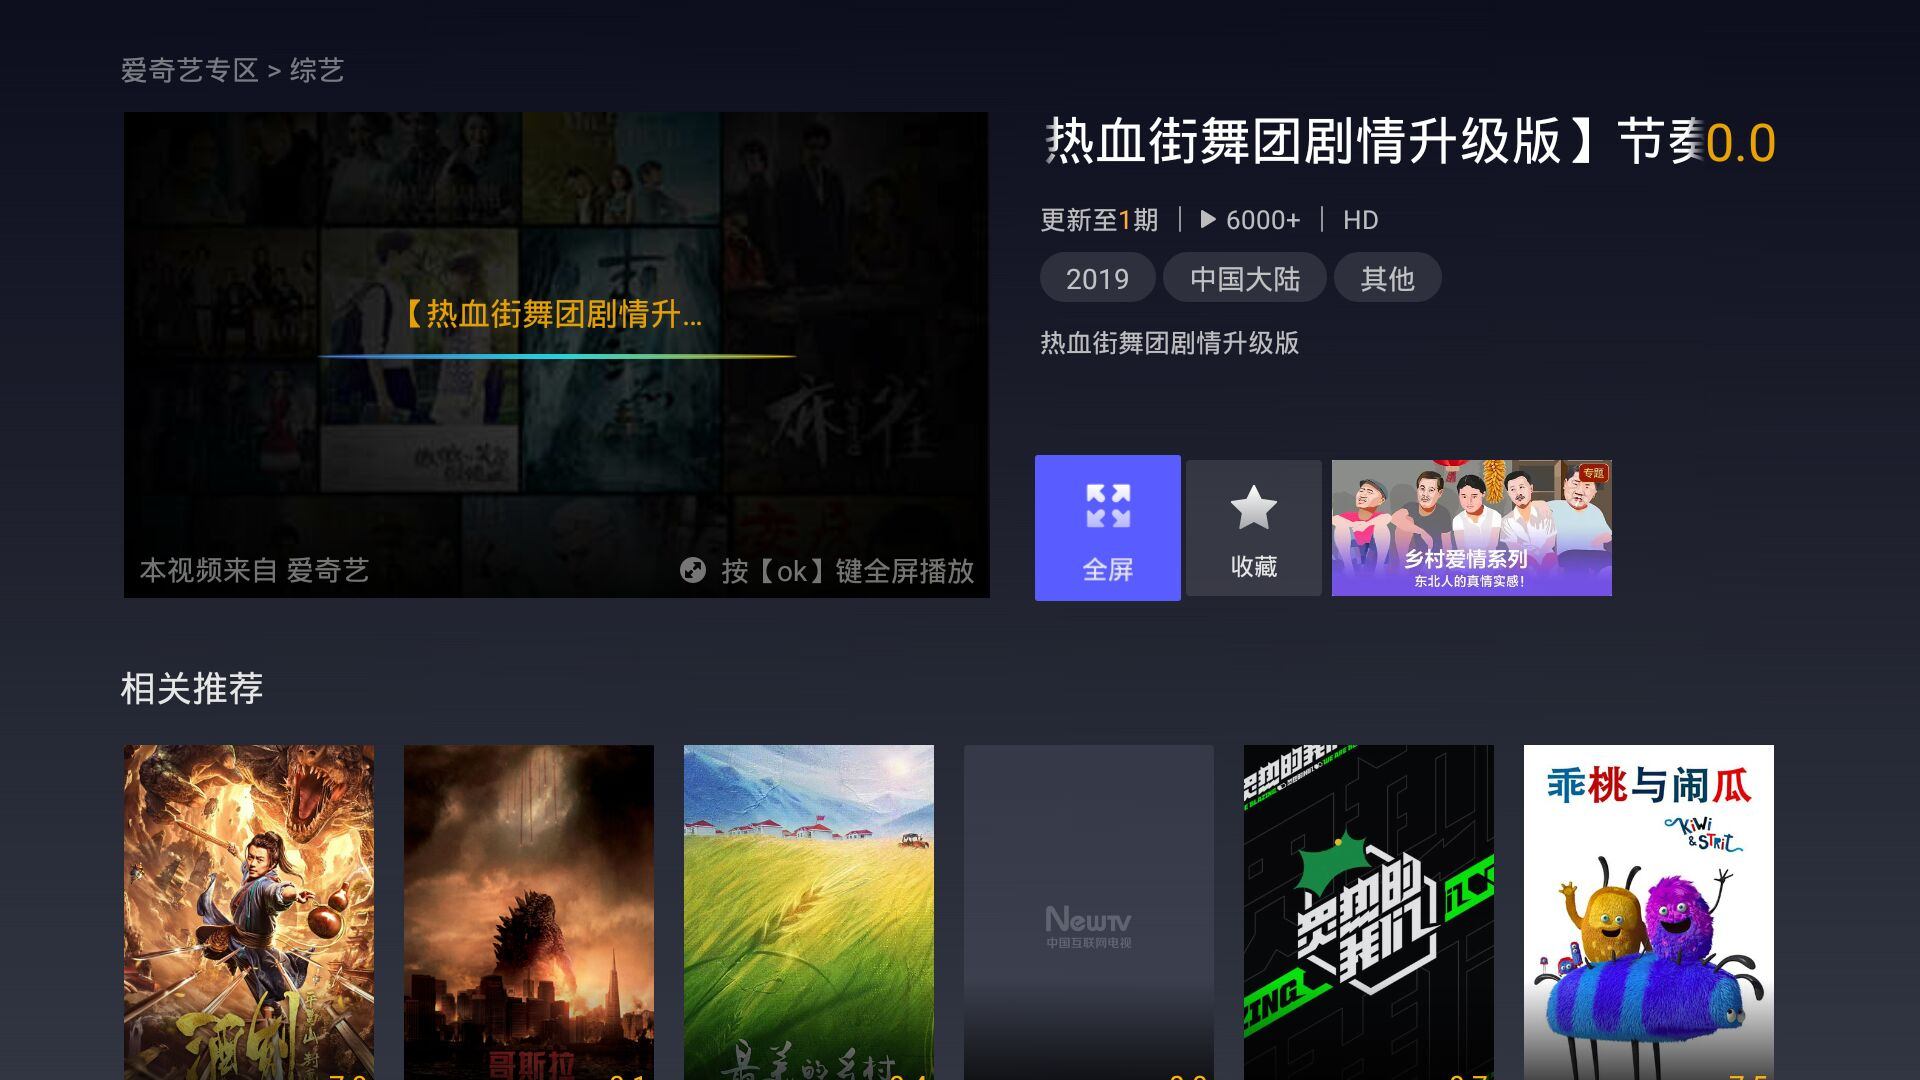 爱奇艺专区 > 综艺
热血街舞团剧情升级版】节奏
0.0
更新至1期 | 6000+ | HD
2019 中国大陆 其他
热血街舞团剧情升级版
【热血街舞团剧情升...
本视频来自 爱奇艺
按【ok】键全屏播放
全屏
收藏
专题
乡村爱情系列
东北人的真情实感!
相关推荐
酒剑
哥斯拉
最美的乡村
NewTV
中国互联网电视
炙热的我们
乖桃与闹瓜
KiWi
& STRiT